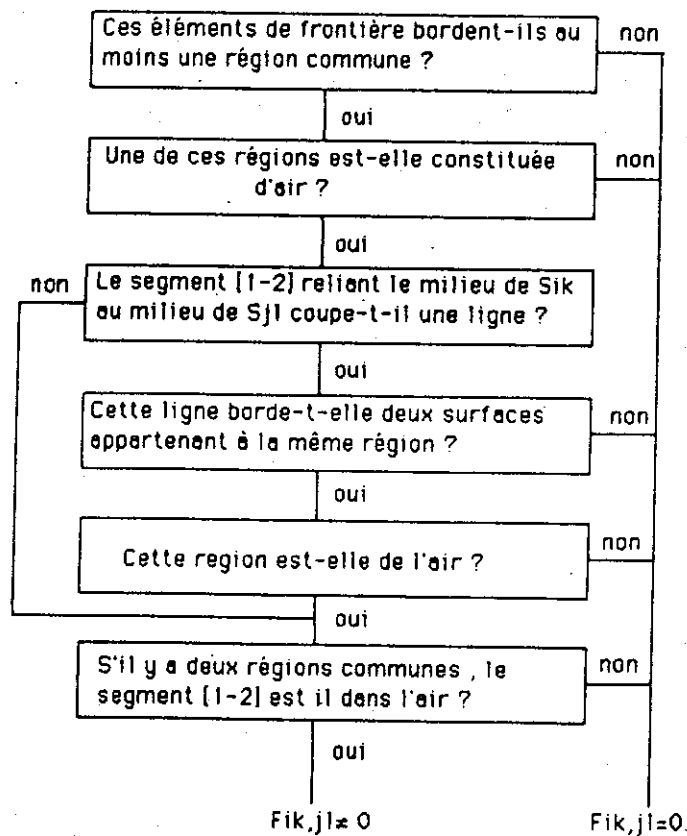 Ces éléments de frontière bordent-ils au
moins une région commune ?
non
oui
Une de ces régions est-elle constituée
d'air ?
non
oui
non
Le segment [1-2] reliant le milieu de Sik
au milieu de Sjl coupe-t-il une ligne ?
oui
Cette ligne borde-t-elle deux surfaces
appartenant à la même région ?
non
oui
Cette region est-elle de l'air ?
non
oui
S'il y a deux régions communes , le
segment [1-2] est il dans l'air ?
non
oui
Fik,jl≠ 0
Fik,jl=0